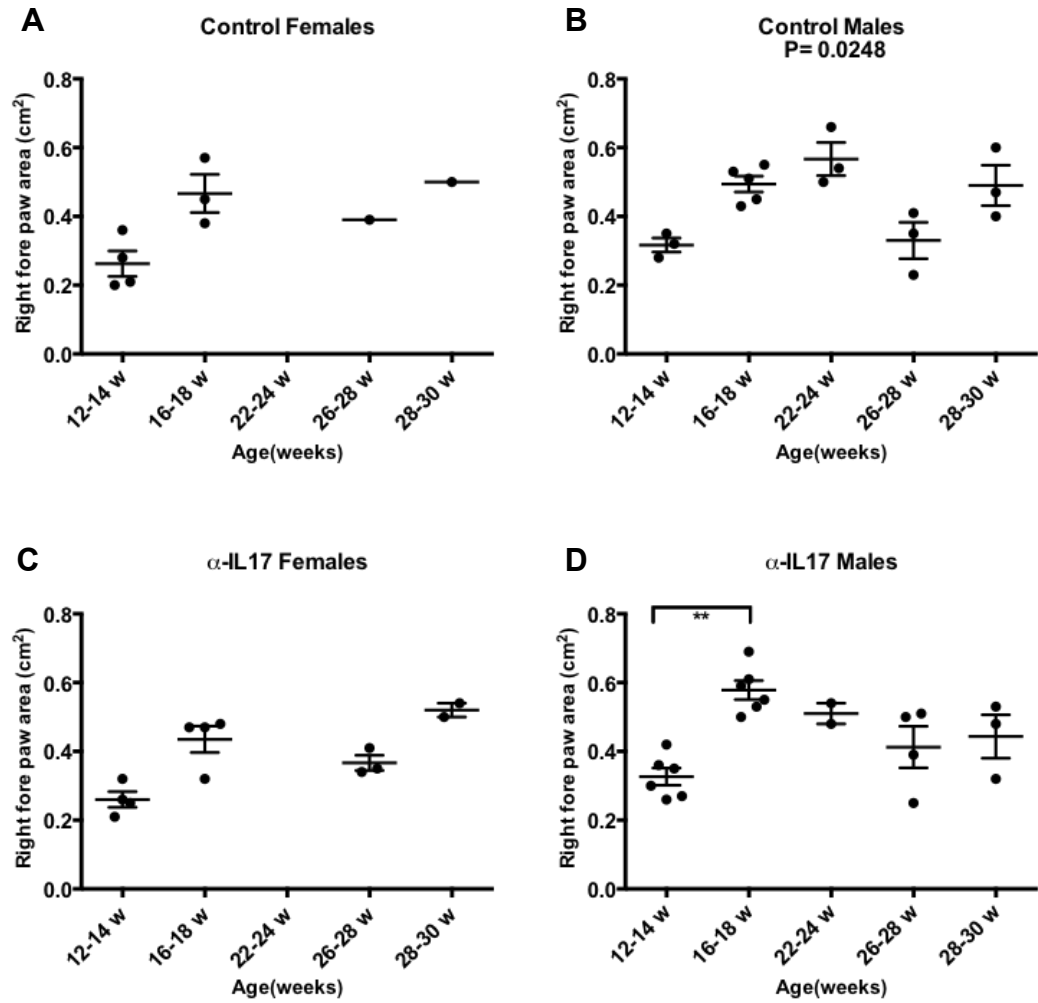 A
Control Females
Right fore paw area (cm²)
0.8
0.6
0.4
0.2
0.0
12-14 w
16-18 w
22-24 w
26-28 w
28-30 w
Age(weeks)
B
Control Males
P= 0.0248
Right fore paw area (cm²)
0.8
0.6
0.4
0.2
0.0
12-14 w
16-18 w
22-24 w
26-28 w
28-30 w
Age(weeks)
C
α-IL17 Females
Right fore paw area (cm²)
0.8
0.6
0.4
0.2
0.0
12-14 w
16-18 w
22-24 w
26-28 w
28-30 w
Age(weeks)
D
α-IL17 Males
Right fore paw area (cm²)
0.8
0.6
0.4
0.2
0.0
**
12-14 w
16-18 w
22-24 w
26-28 w
28-30 w
Age(weeks)